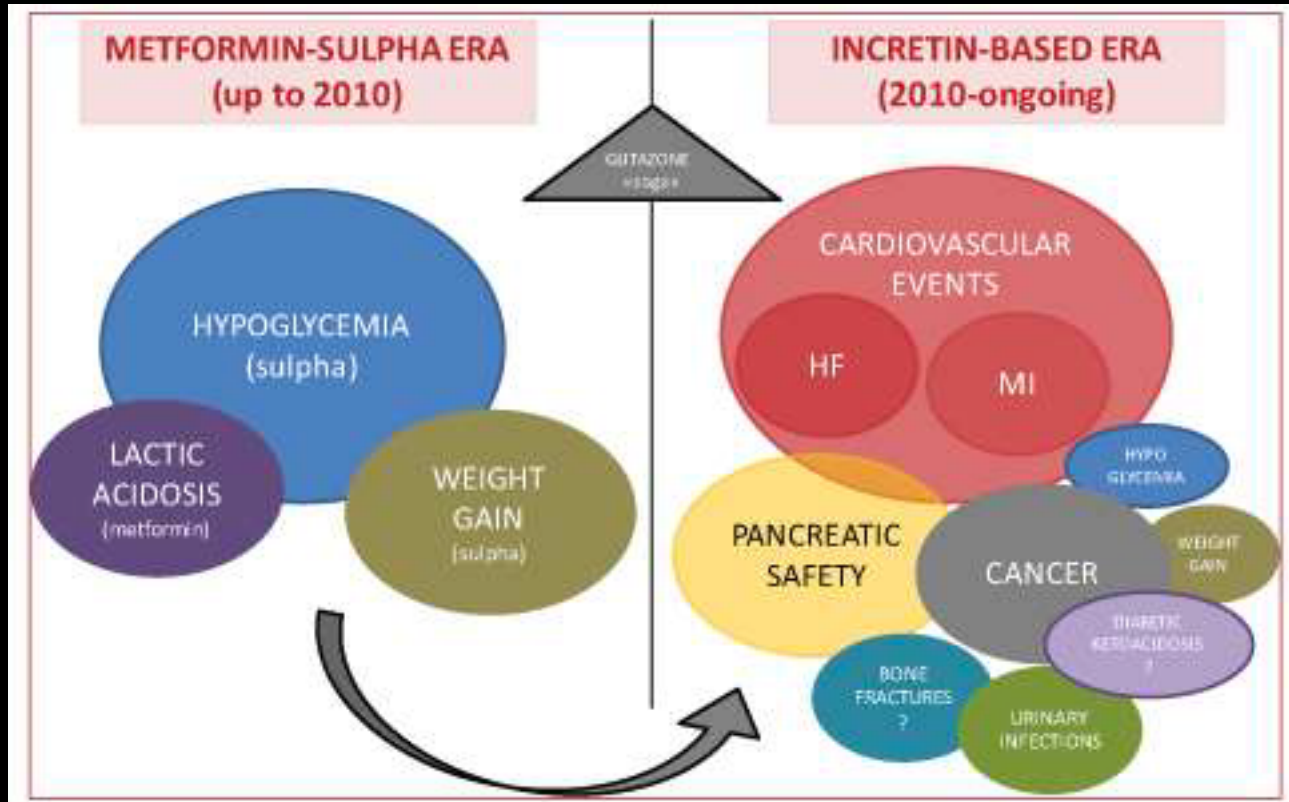 METFORMIN-SULPHA ERA
(up to 2010)
INCRETIN-BASED ERA
(2010-ongoing)
GLITAZONE
«saga»
HYPOGLYCEMIA
(sulpha)
LACTIC
ACIDOSIS
(metformin)
WEIGHT
GAIN
(sulpha)
CARDIOVASCULAR
EVENTS
HF
MI
HYPO
GLYCEMIA
PANCREATIC
SAFETY
CANCER
WEIGHT
GAIN
DIABETIC
KETOACIDOSIS
?
BONE
FRACTURES
?
URINARY
INFECTIONS